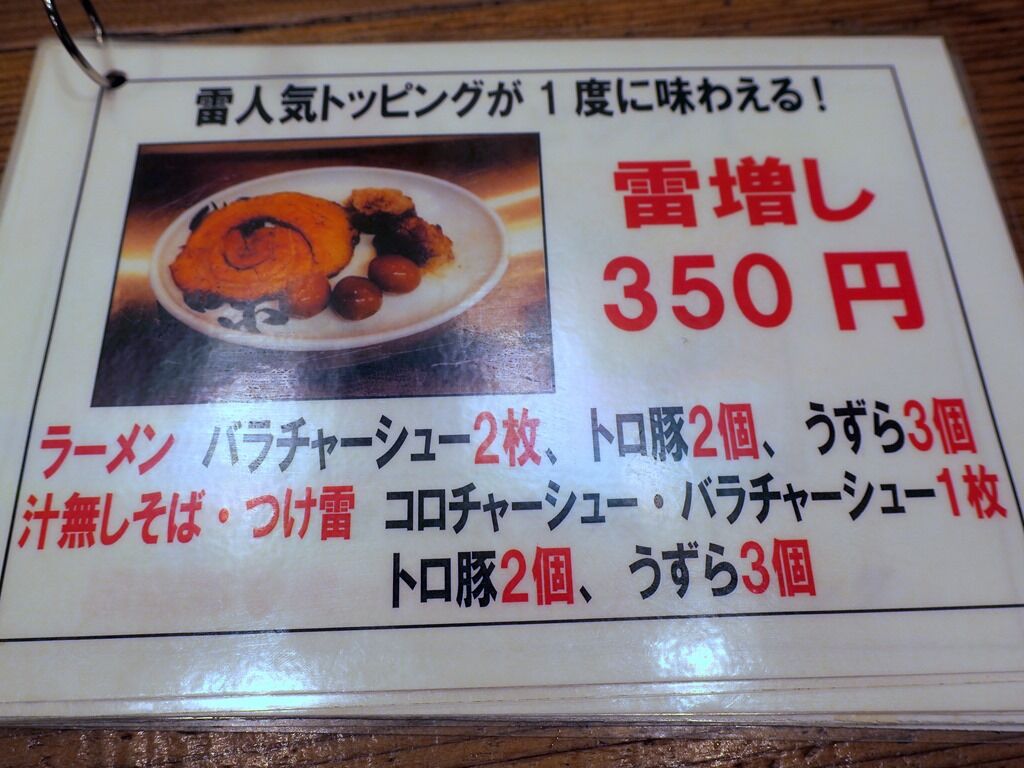 雷人気トッピングが1度に味わえる！
雷増し
350円
ラーメン バラチャーシュー2枚、トロ豚2個、うずら3個
汁無しそば・つけ雷 コロチャーシュー・バラチャーシュー1枚
トロ豚2個、うずら3個